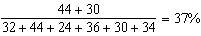 44 + 30
32 + 44 + 24 + 36 + 30 + 34 = 37%